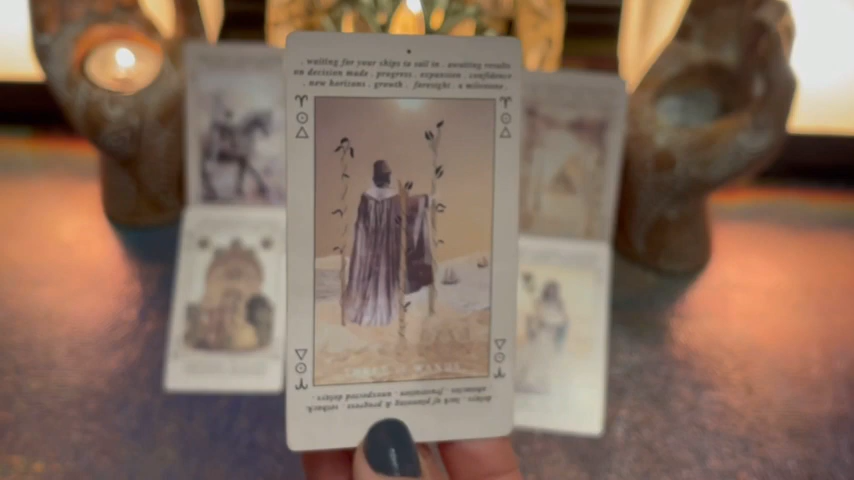 . waiting for your ships to sail in . awaiting results
on decision made . progress . expansion . confidence
. new horizons . growth . foresight . a milestone .
THREE OF WANDS
obstacles . frustration . unexpected delays .
delays . lack of planning & progress . setback .